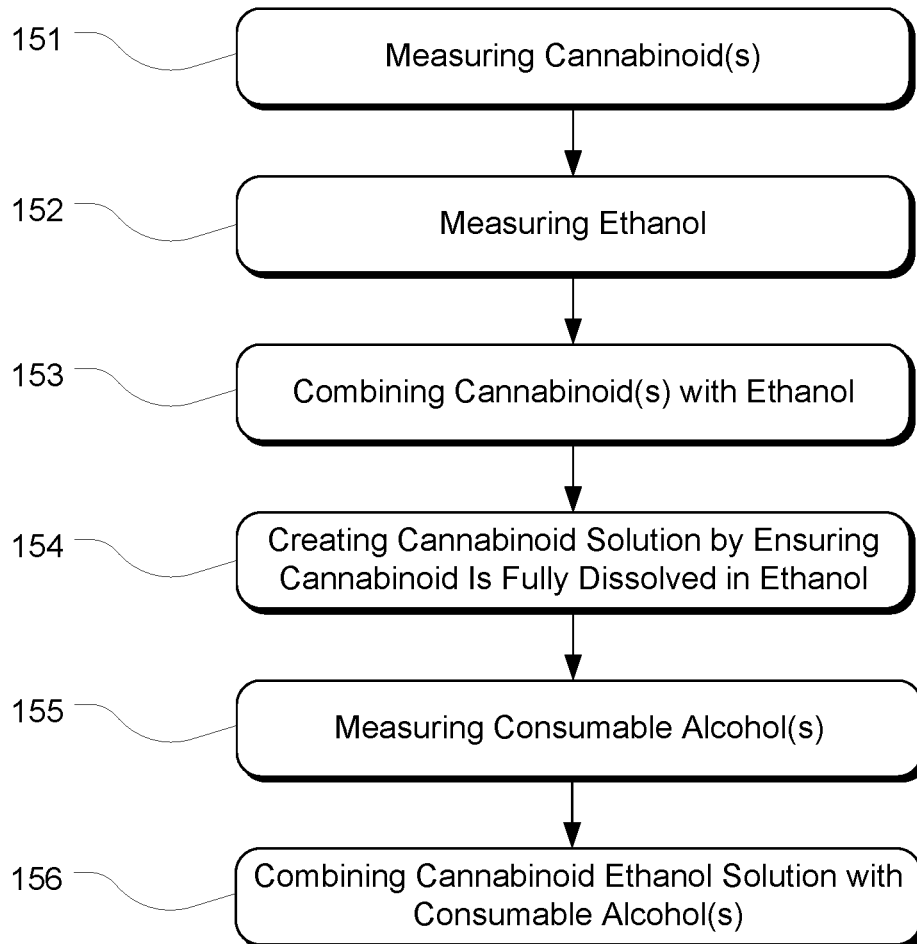 151
Measuring Cannabinoid(s)
152
Measuring Ethanol
153
Combining Cannabinoid(s) with Ethanol
154
Creating Cannabinoid Solution by Ensuring
Cannabinoid Is Fully Dissolved in Ethanol
155
Measuring Consumable Alcohol(s)
156
Combining Cannabinoid Ethanol Solution with
Consumable Alcohol(s)